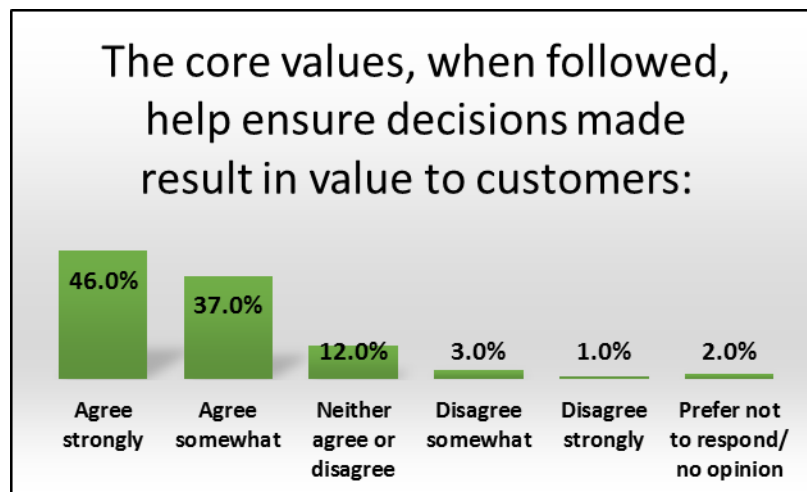 The core values, when followed,
help ensure decisions made
result in value to customers:
46.0%
37.0%
12.0%
3.0%
1.0%
2.0%
Agree
strongly
Agree
somewhat
Neither
agree or
disagree
Disagree
somewhat
Disagree
strongly
Prefer not
to respond/
no opinion